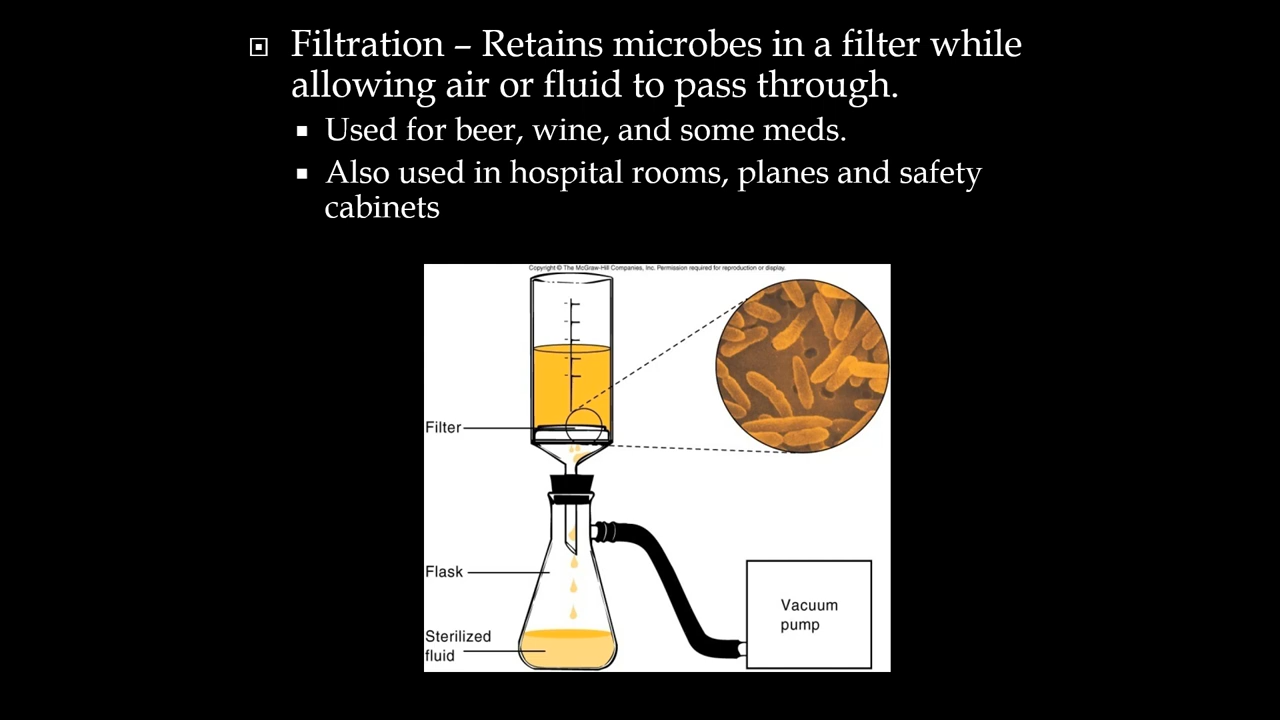 Filtration – Retains microbes in a filter while
allowing air or fluid to pass through.
Used for beer, wine, and some meds.
Also used in hospital rooms, planes and safety
cabinets
Copyright © The McGraw-Hill Companies, Inc. Permission required for reproduction or display.
Filter
Flask
Vacuum
pump
Sterilized
fluid